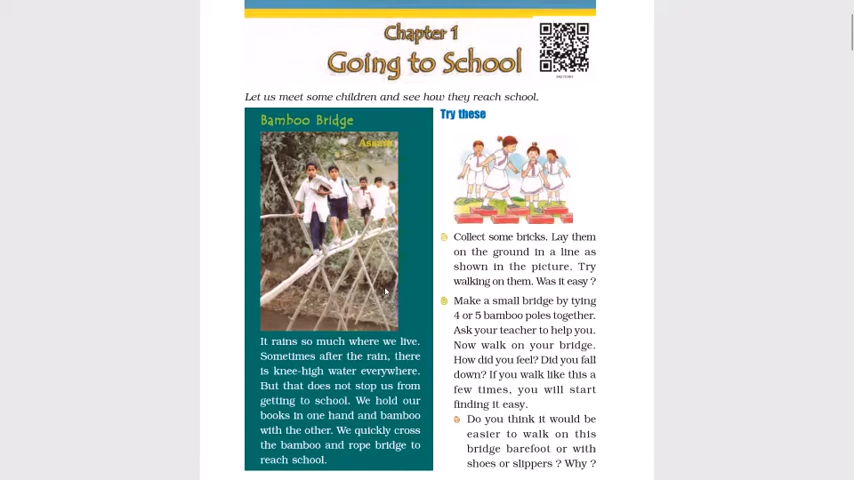 Chapter 1
Going to School
Let us meet some children and see how they reach school.
Bamboo Bridge
Assam
It rains so much where we live.
Sometimes after the rain, there
is knee-high water everywhere.
But that does not stop us from
getting to school. We hold our
books in one hand and bamboo
with the other. We quickly cross
the bamboo and rope bridge to
reach school.
Try these
Collect some bricks. Lay them
on the ground in a line as
shown in the picture. Try
walking on them. Was it easy ?
Make a small bridge by tying
4 or 5 bamboo poles together.
Ask your teacher to help you.
Now walk on your bridge.
How did you feel? Did you fall
down? If you walk like this a
few times, you will start
finding it easy.
Do you think it would be
easier to walk on this
bridge barefoot or with
shoes or slippers ? Why ?